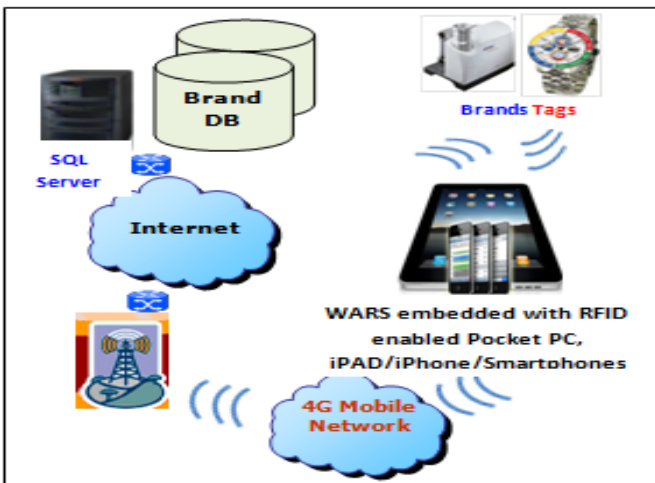 Brand
DB
SQL
Server
Brands Tags
Internet
WARS embedded with RFID
enabled Pocket PC,
iPAD/iPhone/Smartphones
4G Mobile
Network